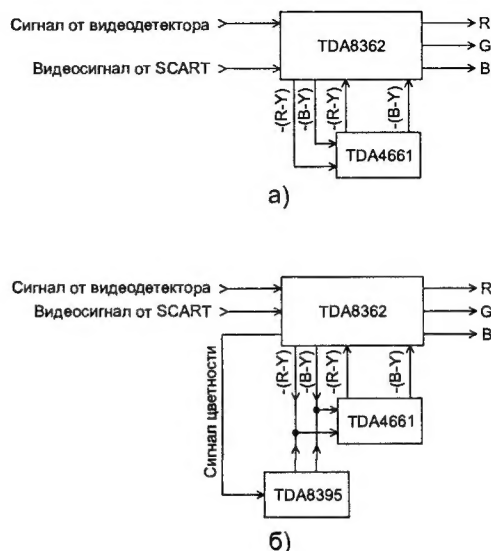 Сигнал от видеодетектора
TDA8362
R
G
Видеосигнал от SCART
B
-(R-Y)
-(B-Y)
-(R-Y)
-(B-Y)
TDA4661
а)
Сигнал от видеодетектора
R
Видеосигнал от SCART
TDA8362
G
B
Сигнал цветности
-(R-Y)
-(B-Y)
-(R-Y)
-(B-Y)
TDA4661
TDA8395
б)